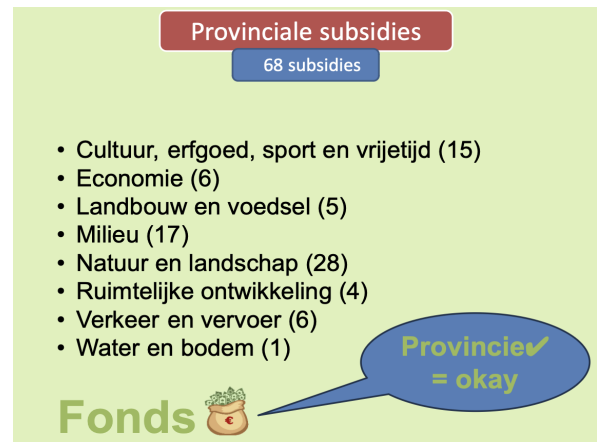 Provinciale subsidies
68 subsidies
• Cultuur, erfgoed, sport en vrijetijd (15)
• Economie (6)
• Landbouw en voedsel (5)
• Milieu (17)
• Natuur en landschap (28)
• Ruimtelijke ontwikkeling (4)
• Verkeer en vervoer (6)
• Water en bodem (1)
Provincie✔
= okay
Fonds
€